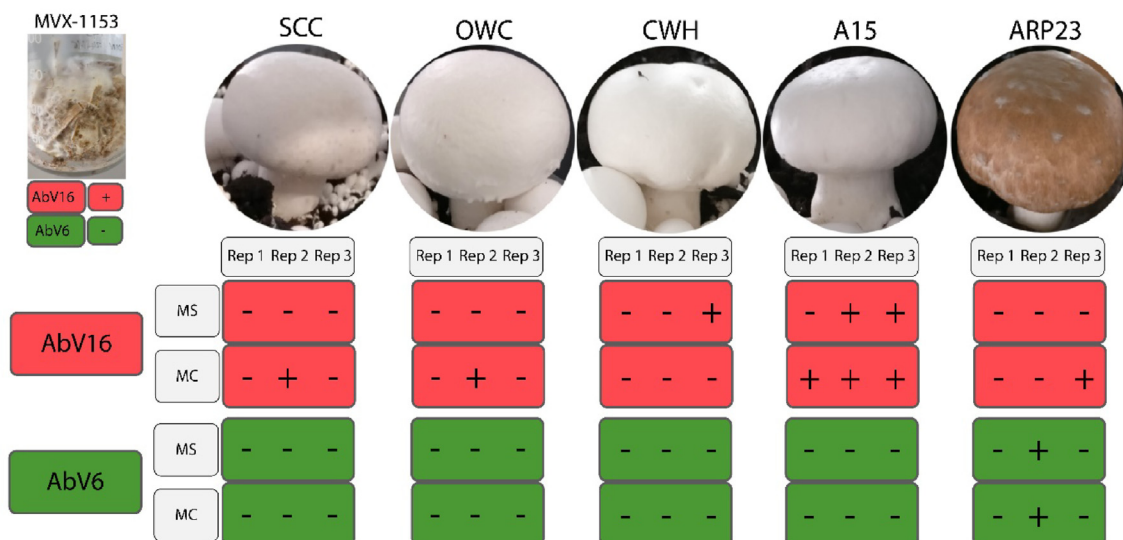 MVX-1153
SCC OWC CWH A15 ARP23
AbV16 +
AbV6 -
Rep 1 Rep 2 Rep 3 Rep 1 Rep 2 Rep 3 Rep 1 Rep 2 Rep 3 Rep 1 Rep 2 Rep 3 Rep 1 Rep 2 Rep 3
AbV16
MS - - - - - - - - + - + + - - -
MC - + - - + - - - - + + + - - +
AbV6
MS - - - - - - - - - - - - - + -
MC - - - - - - - - - - - - - + -